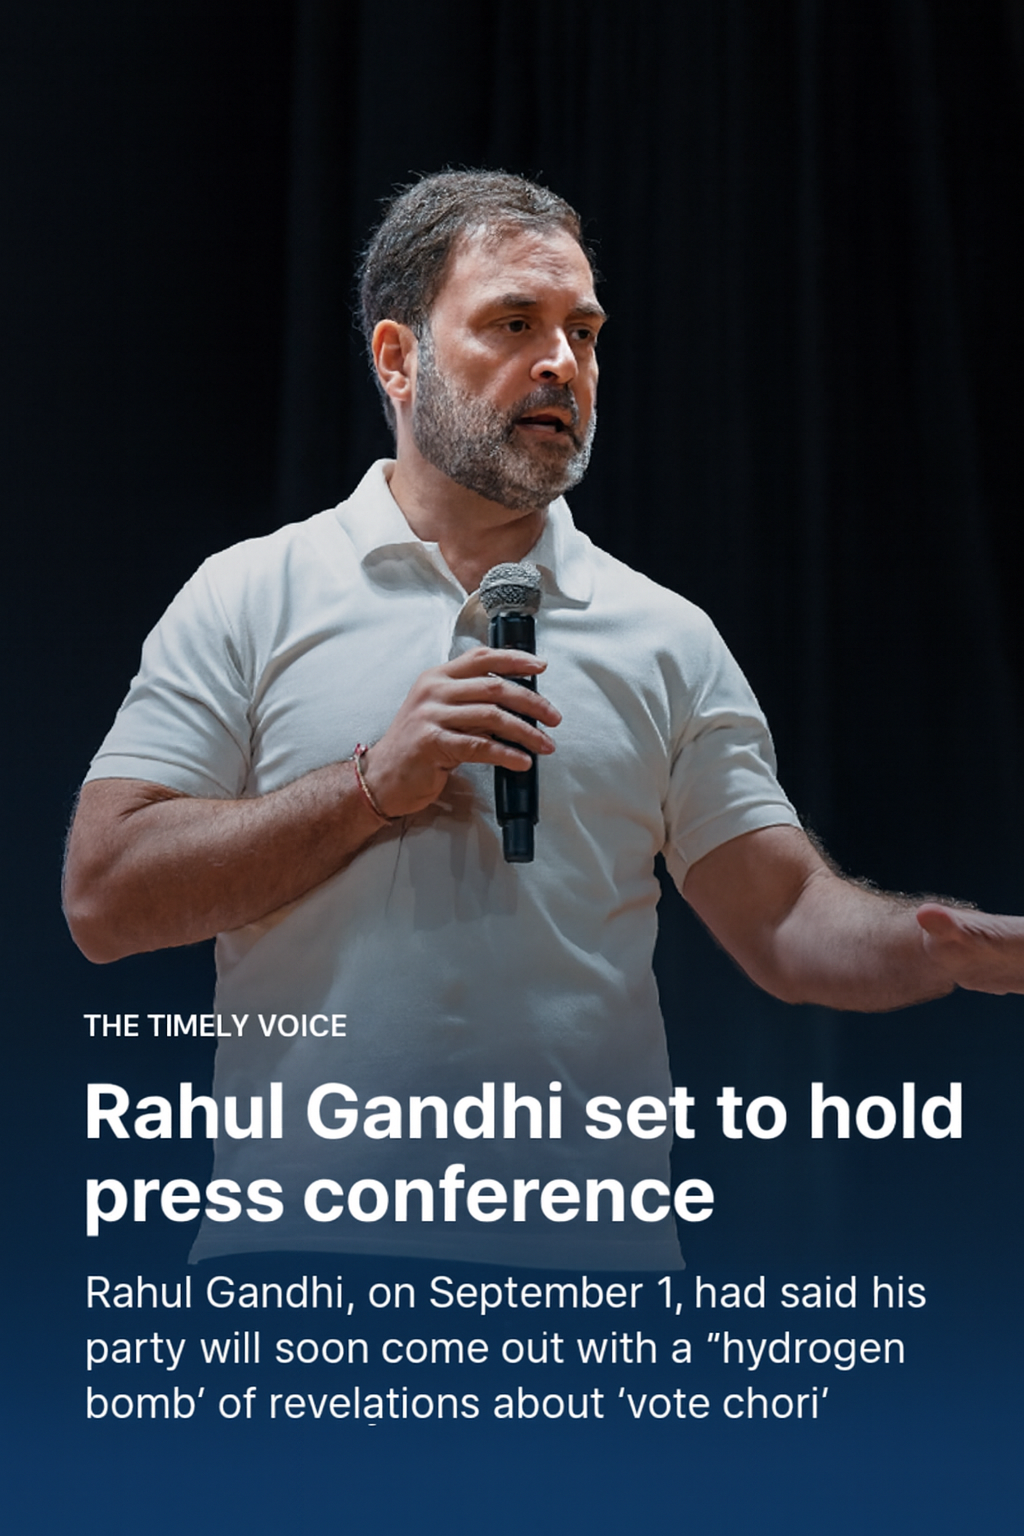 THE TIMELY VOICE
Rahul Gandhi set to hold
press conference
Rahul Gandhi, on September 1, had said his
party will soon come out with a "hydrogen
bomb’ of revelations about ‘vote chori’